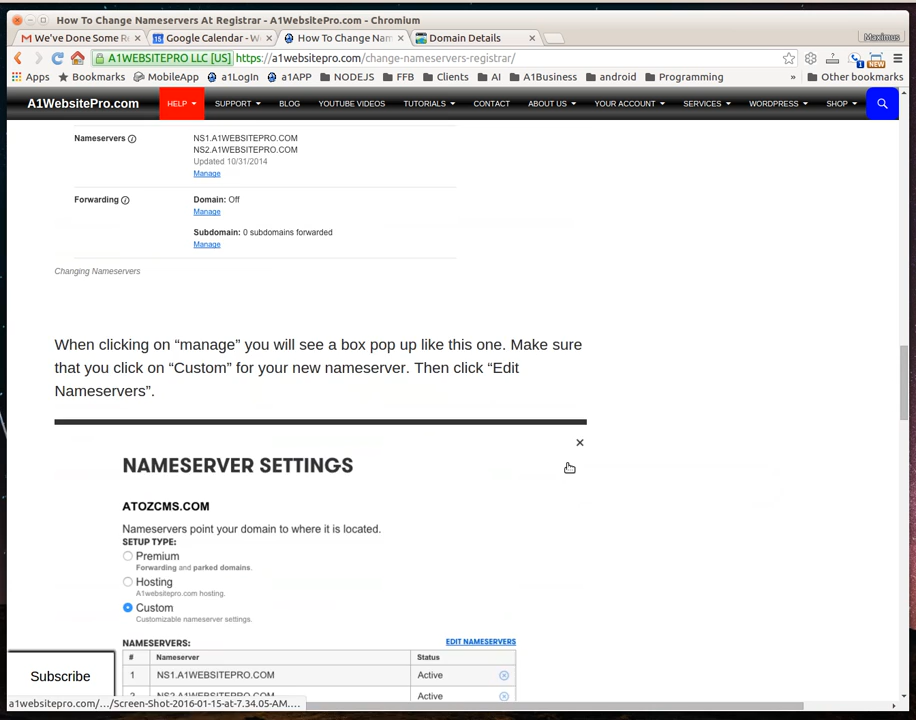 How To Change Nameservers At Registrar - A1WebsitePro.com - Chromium
We've Done Some R
Google Calendar - W
How To Change Nam
Domain Details
Maximus
A1WEBSITEPRO LLC [US] https://a1websitepro.com/change-nameservers-registrar/
Apps Bookmarks MobileApp a1LogIn a1APP NODEJS FFB Clients AI A1Business android Programming » Other bookmarks
A1WebsitePro.com HELP SUPPORT BLOG YOUTUBE VIDEOS TUTORIALS CONTACT ABOUT US YOUR ACCOUNT SERVICES WORDPRESS SHOP
Nameservers NS1.A1WEBSITEPRO.COM
NS2.A1WEBSITEPRO.COM
Updated 10/31/2014
Manage
Forwarding Domain: Off
Manage
Subdomain: 0 subdomains forwarded
Manage
Changing Nameservers
When clicking on “manage” you will see a box pop up like this one. Make sure
that you click on “Custom” for your new nameserver. Then click “Edit
Nameservers”.
NAMESERVER SETTINGS
ATOZCMS.COM
Nameservers point your domain to where it is located.
SETUP TYPE:
Premium
Forwarding and parked domains.
Hosting
A1websitepro.com hosting.
Custom
Customizable nameserver settings.
NAMESERVERS: EDIT NAMESERVERS
# Nameserver Status
1 NS1.A1WEBSITEPRO.COM Active
2 NS2.A1WEBSITEPRO.COM Active
Subscribe
a1websitepro.com/.../Screen-Shot-2016-01-15-at-7.34.05-AM....